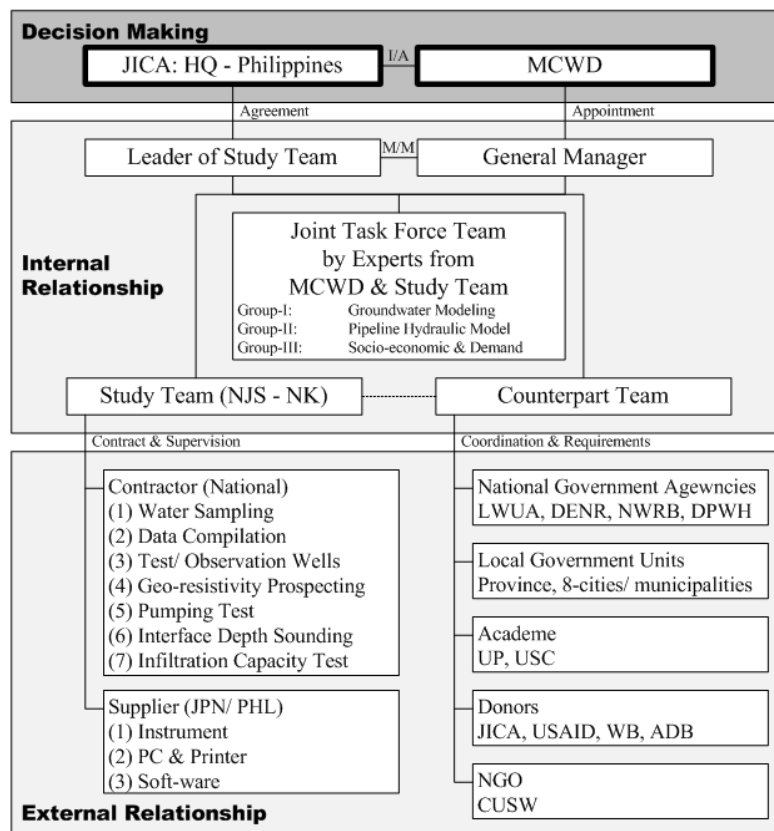 Decision Making
JICA: HQ - Philippines
I/A
MCWD
Agreement
Appointment
Leader of Study Team
M/M
General Manager
Joint Task Force Team
by Experts from
MCWD & Study Team
Group-I: Groundwater Modeling
Group-II: Pipeline Hydraulic Model
Group-III: Socio-economic & Demand
Internal
Relationship
Study Team (NJS - NK)
Counterpart Team
Contract & Supervision
Coordination & Requirements
Contractor (National)
(1) Water Sampling
(2) Data Compilation
(3) Test/ Observation Wells
(4) Geo-resistivity Prospecting
(5) Pumping Test
(6) Interface Depth Sounding
(7) Infiltration Capacity Test
Supplier (JPN/ PHL)
(1) Instrument
(2) PC & Printer
(3) Soft-ware
National Government Agewncies
LWUA, DENR, NWRB, DPWH
Local Government Units
Province, 8-cities/ municipalities
Academe
UP, USC
Donors
JICA, USAID, WB, ADB
NGO
CUSW
External Relationship